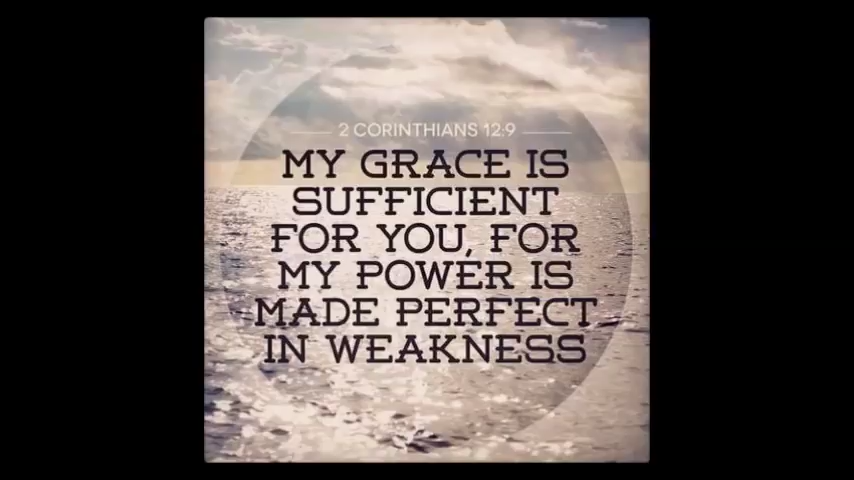 2 CORINTHIANS 12:9
MY GRACE IS
SUFFICIENT
FOR YOU, FOR
MY POWER IS
MADE PERFECT
IN WEAKNESS